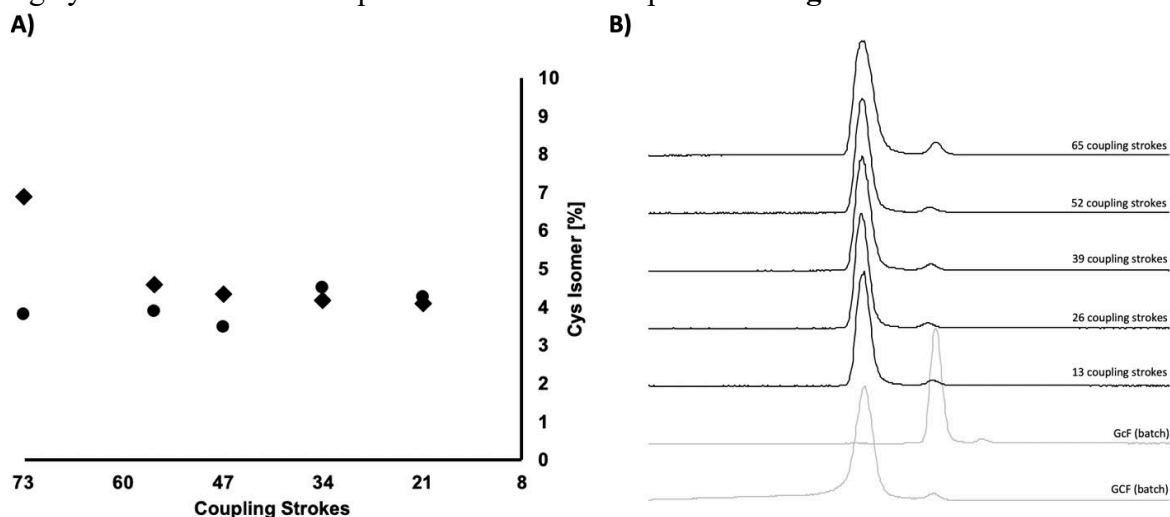 A)
B)
10
9
8
7
6
5
4
3
2
1
0
Cys Isomer [%]
73 60 47 34 21 8
Coupling Strokes
65 coupling strokes
52 coupling strokes
39 coupling strokes
26 coupling strokes
13 coupling strokes
GcF (batch)
GCF (batch)